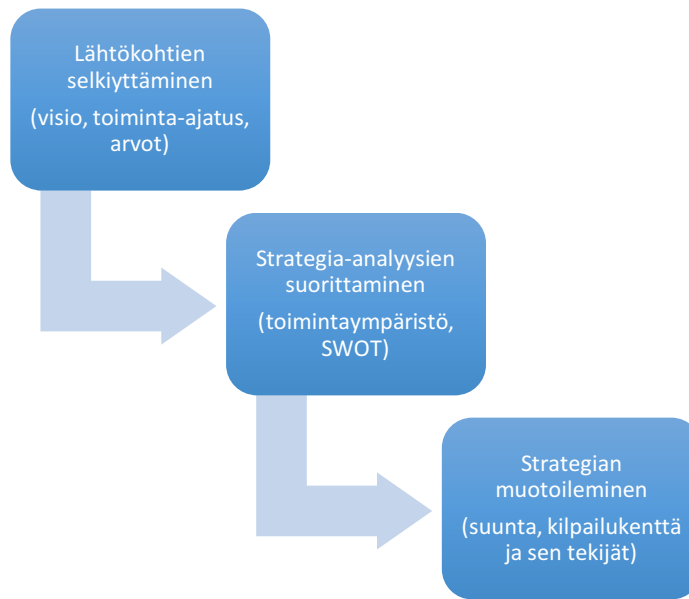 Lähtökohtien
selkiyttäminen
(visio, toiminta-ajatus,
arvot)
Strategia-analyysien
suorittaminen
(toimintaympäristö,
SWOT)
Strategian
muotoileminen
(suunta, kilpailukenttä
ja sen tekijät)